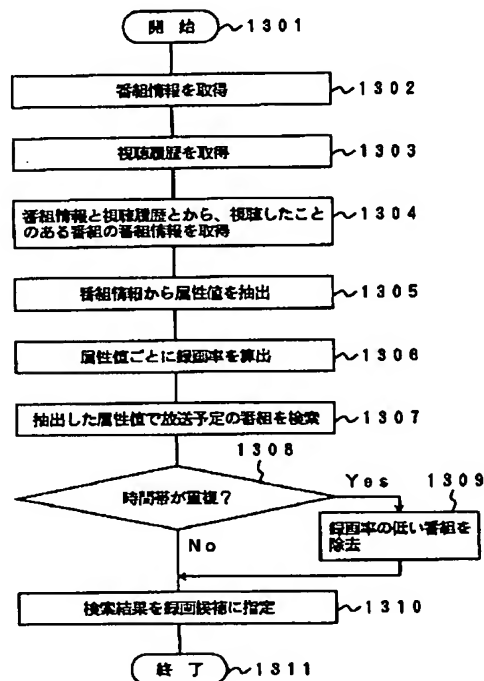 開 始
1301
番組情報を取得
1302
視聴履歴を取得
1303
番組情報と視聴履歴とから、視聴したこと
のある番組の番組情報を取得
1304
番組情報から属性値を抽出
1305
属性値ごとに録画率を算出
1306
抽出した属性値で放送予定の番組を検索
1307
1308
時間帯が重複?
Yes
1309
録画率の低い番組を
除去
No
検索結果を録画候補に指定
1310
終 了
1311